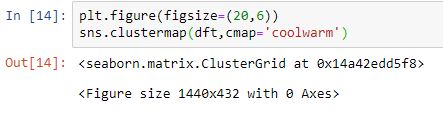 In [14]: plt.figure(figsize=(20,6))
sns.clustermap(dft,cmap='coolwarm')
Out[14]: <seaborn.matrix.ClusterGrid at 0x14a42edd5f8>
<Figure size 1440x432 with 0 Axes>